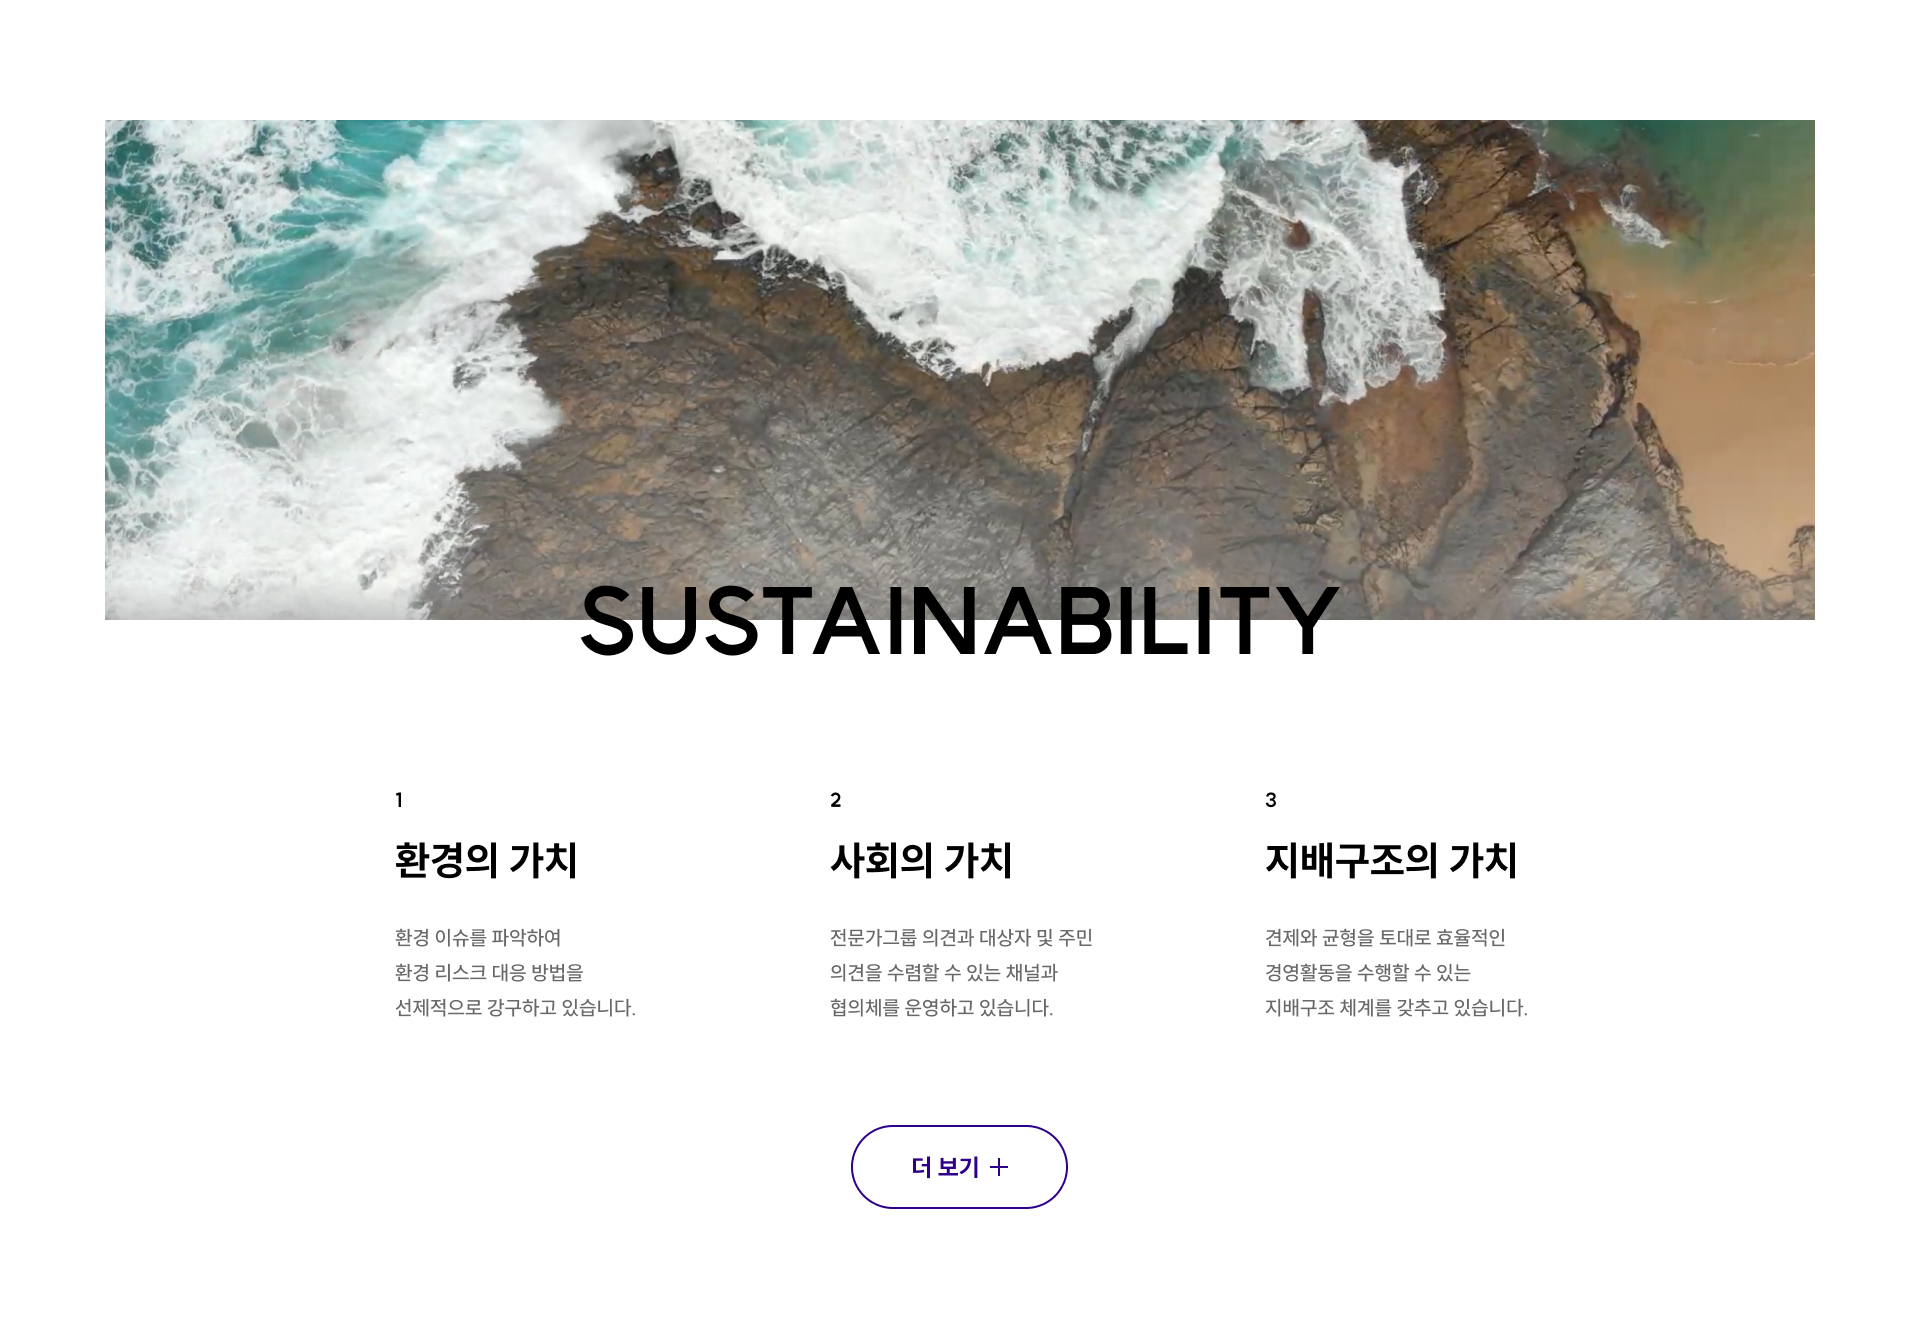 SUSTAINABILITY
1
환경의 가치
환경 이슈를 파악하여
환경 리스크 대응 방법을
선제적으로 강구하고 있습니다.
2
사회의 가치
전문가그룹 의견과 대상자 및 주민
의견을 수렴할 수 있는 채널과
협의체를 운영하고 있습니다.
3
지배구조의 가치
견제와 균형을 토대로 효율적인
경영활동을 수행할 수 있는
지배구조 체계를 갖추고 있습니다.
더 보기 +